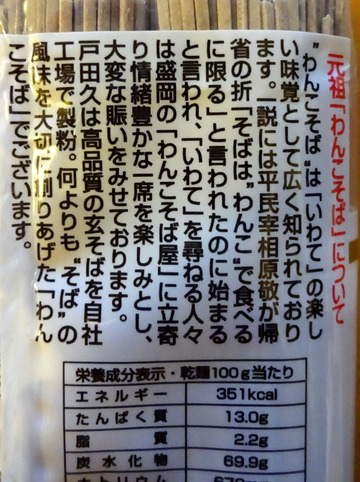 元祖「わんこそば」について
"わんこそば"は「いわて」の楽し
い味覚として広く知られており
ます。一説には平民宰相原敬が帰
省の折「そばは"わんこ"で食べる
に限る」と言われたのに始まる
と言われ、「いわて」を尋ねる人々
は盛岡の「わんこそば屋」に立寄
り情緒豊かな一席を楽しみとし、
大変な賑いをみせております。
戸田久は高品質の玄そばを自社
工場で製粉。何よりも"そば"の
風味を大切に創りあげた「わん
こそば」でございます。
栄養成分表示・乾麺100g当たり
エネルギー 351kcal
たんぱく質 13.0g
脂質 2.2g
炭水化物 69.9g
ナトリウム